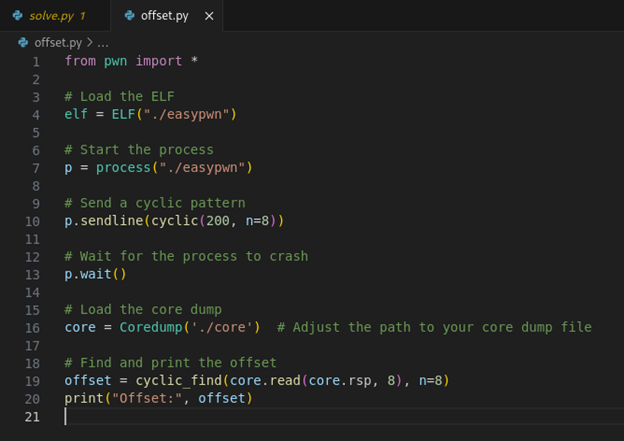 solve.py 1
offset.py
offset.py > ...
1 from pwn import *
2
3 # Load the ELF
4 elf = ELF("./easypwn")
5
6 # Start the process
7 p = process("./easypwn")
8
9 # Send a cyclic pattern
10 p.sendline(cyclic(200, n=8))
11
12 # Wait for the process to crash
13 p.wait()
14
15 # Load the core dump
16 core = Coredump('./core')  # Adjust the path to your core dump file
17
18 # Find and print the offset
19 offset = cyclic_find(core.read(core.rsp, 8), n=8)
20 print("Offset:", offset)
21